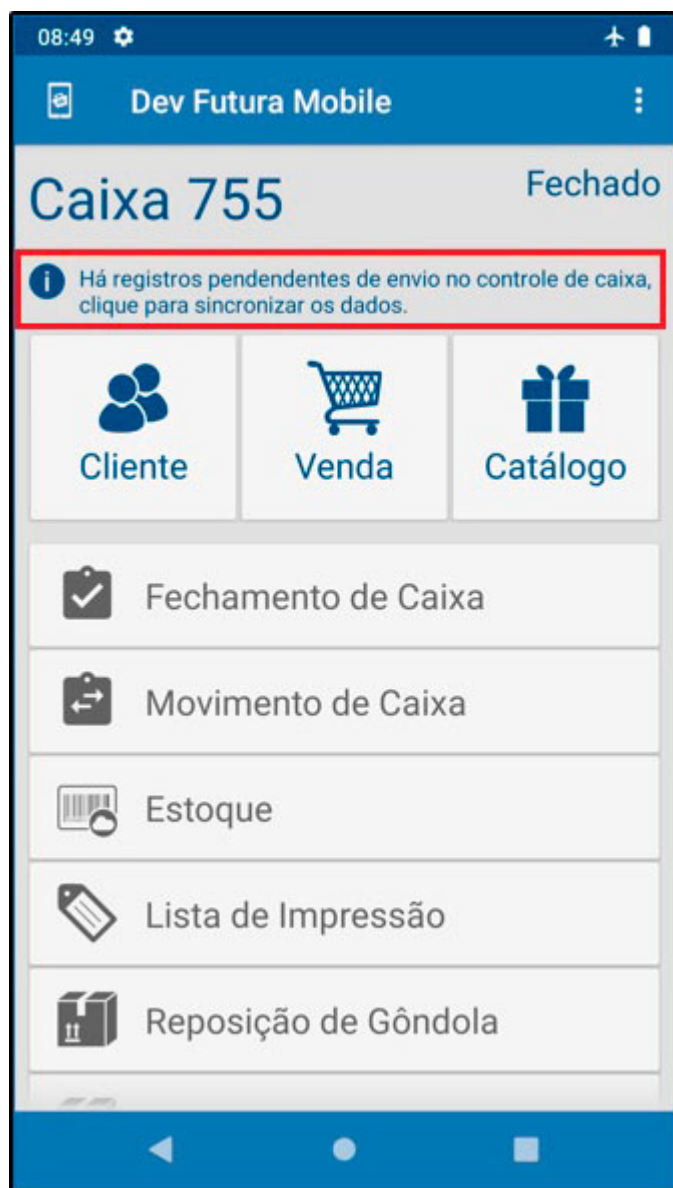 08:49
Dev Futura Mobile
Caixa 755
Fechado
Há registros pendendentes de envio no controle de caixa,
clique para sincronizar os dados.
Cliente
Venda
Catálogo
Fechamento de Caixa
Movimento de Caixa
Estoque
Lista de Impressão
Reposição de Gôndola